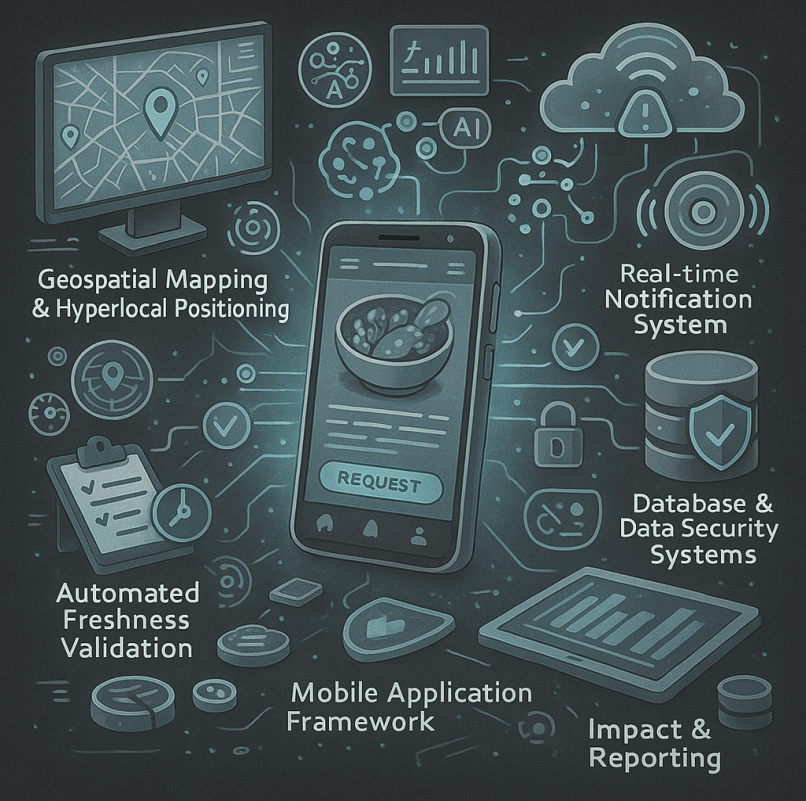 A
AI
Geospatial Mapping
& Hyperlocal Positioning
Real-time
Notification
System
REQUEST
D
Database &
Data Security
Systems
Automated
Freshness
Validation
Mobile Application
Framework
Impact &
Reporting